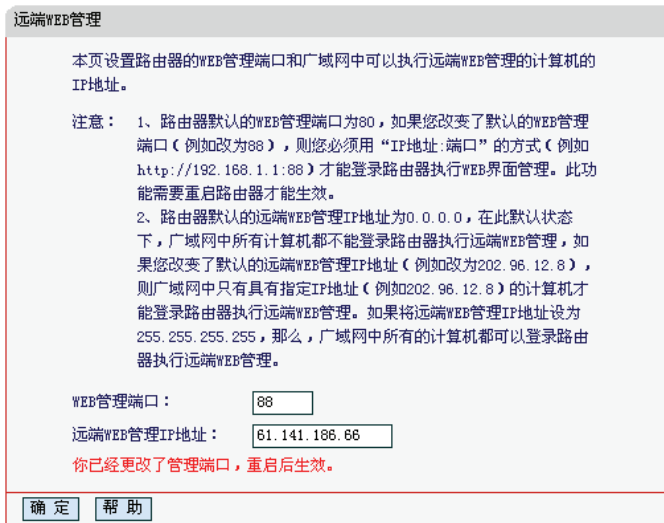 远端WEB管理
本页设置路由器的WEB管理端口和广域网中可以执行远端WEB管理的计算机的
IP地址。
注意： 1、路由器默认的WEB管理端口为80，如果您改变了默认的WEB管理
端口（例如改为88），则您必须用“IP地址:端口”的方式（例如
http://192.168.1.1:88）才能登录路由器执行WEB界面管理。此功
能需要重启路由器才能生效。
2、路由器默认的远端WEB管理IP地址为0.0.0.0，在此默认状态
下，广域网中所有计算机都不能登录路由器执行远端WEB管理，如
果您改变了默认的远端WEB管理IP地址（例如改为202.96.12.8），
则广域网中只有具有指定IP地址（例如202.96.12.8）的计算机才
能登录路由器执行远端WEB管理。如果将远端WEB管理IP地址设为
255.255.255.255，那么，广域网中所有的计算机都可以登录路由
器执行远端WEB管理。
WEB管理端口： 88
远端WEB管理IP地址： 61.141.186.66
你已经更改了管理端口，重启后生效。
确 定 帮 助